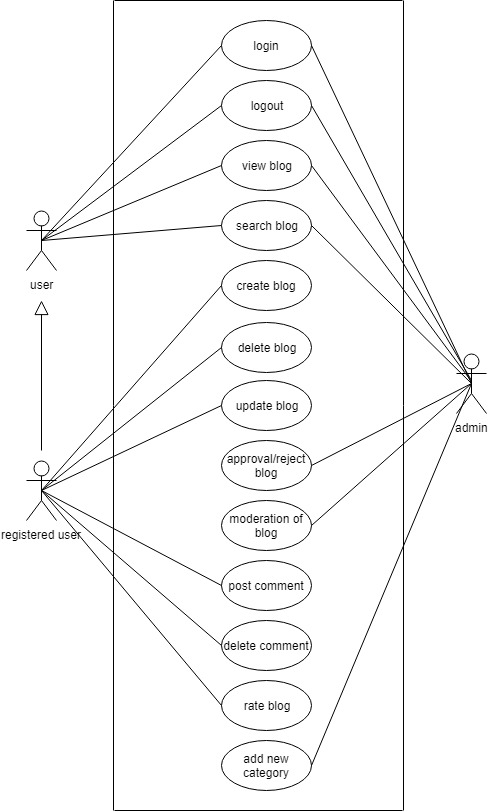 login
logout
view blog
search blog
user
create blog
delete blog
update blog
admin
approval/reject
blog
moderation of
blog
registered user
post comment
delete comment
rate blog
add new
category